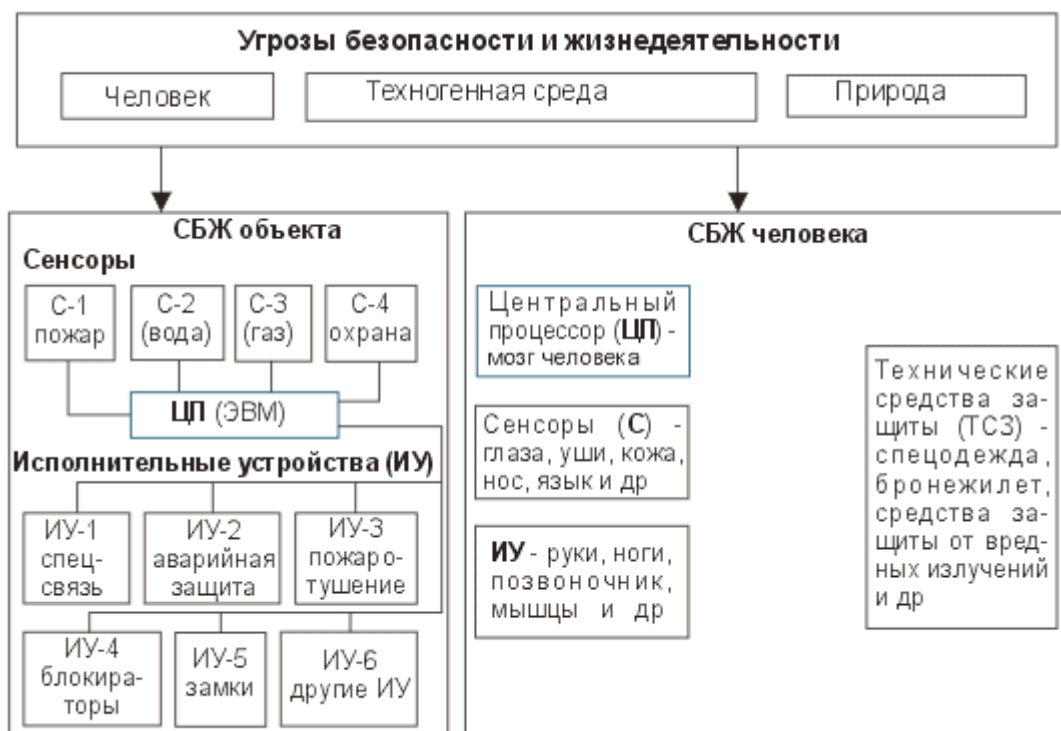 Угрозы безопасности и жизнедеятельности
Человек
Техногенная среда
Природа
СБЖ объекта
Сенсоры
С-1
пожар
С-2
(вода)
С-3
(газ)
С-4
охрана
ЦП (ЭВМ)
Исполнительные устройства (ИУ)
ИУ-1
спец-
связь
ИУ-2
аварийная
защита
ИУ-3
пожаро-
тушение
ИУ-4
блокира-
торы
ИУ-5
замки
ИУ-6
другие ИУ
СБЖ человека
Центральный
процессор (ЦП) -
мозг человека
Сенсоры (С) -
глаза, уши, кожа,
нос, язык и др
ИУ - руки, ноги,
позвоночник,
мышцы и др
Технические
средства за-
щиты (ТСЗ) -
спецодежда,
бронежилет,
средства за-
щиты от вред-
ных излучений
и др